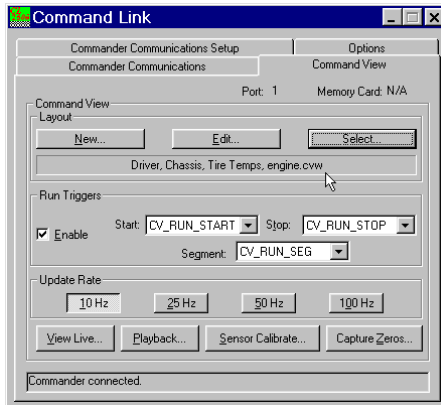 Command Link
Commander Communications Setup Options
Commander Communications Command View
Port: 1 Memory Card: N/A
Command View
Layout
New... Edit... Select...
Driver, Chassis, Tire Temps, engine.cvw
Run Triggers
Enable Start: CV_RUN_START Stop: CV_RUN_STOP
Segment: CV_RUN_SEG
Update Rate
10 Hz 25 Hz 50 Hz 100 Hz
View Live... Playback... Sensor Calibrate... Capture Zeros...
Commander connected.